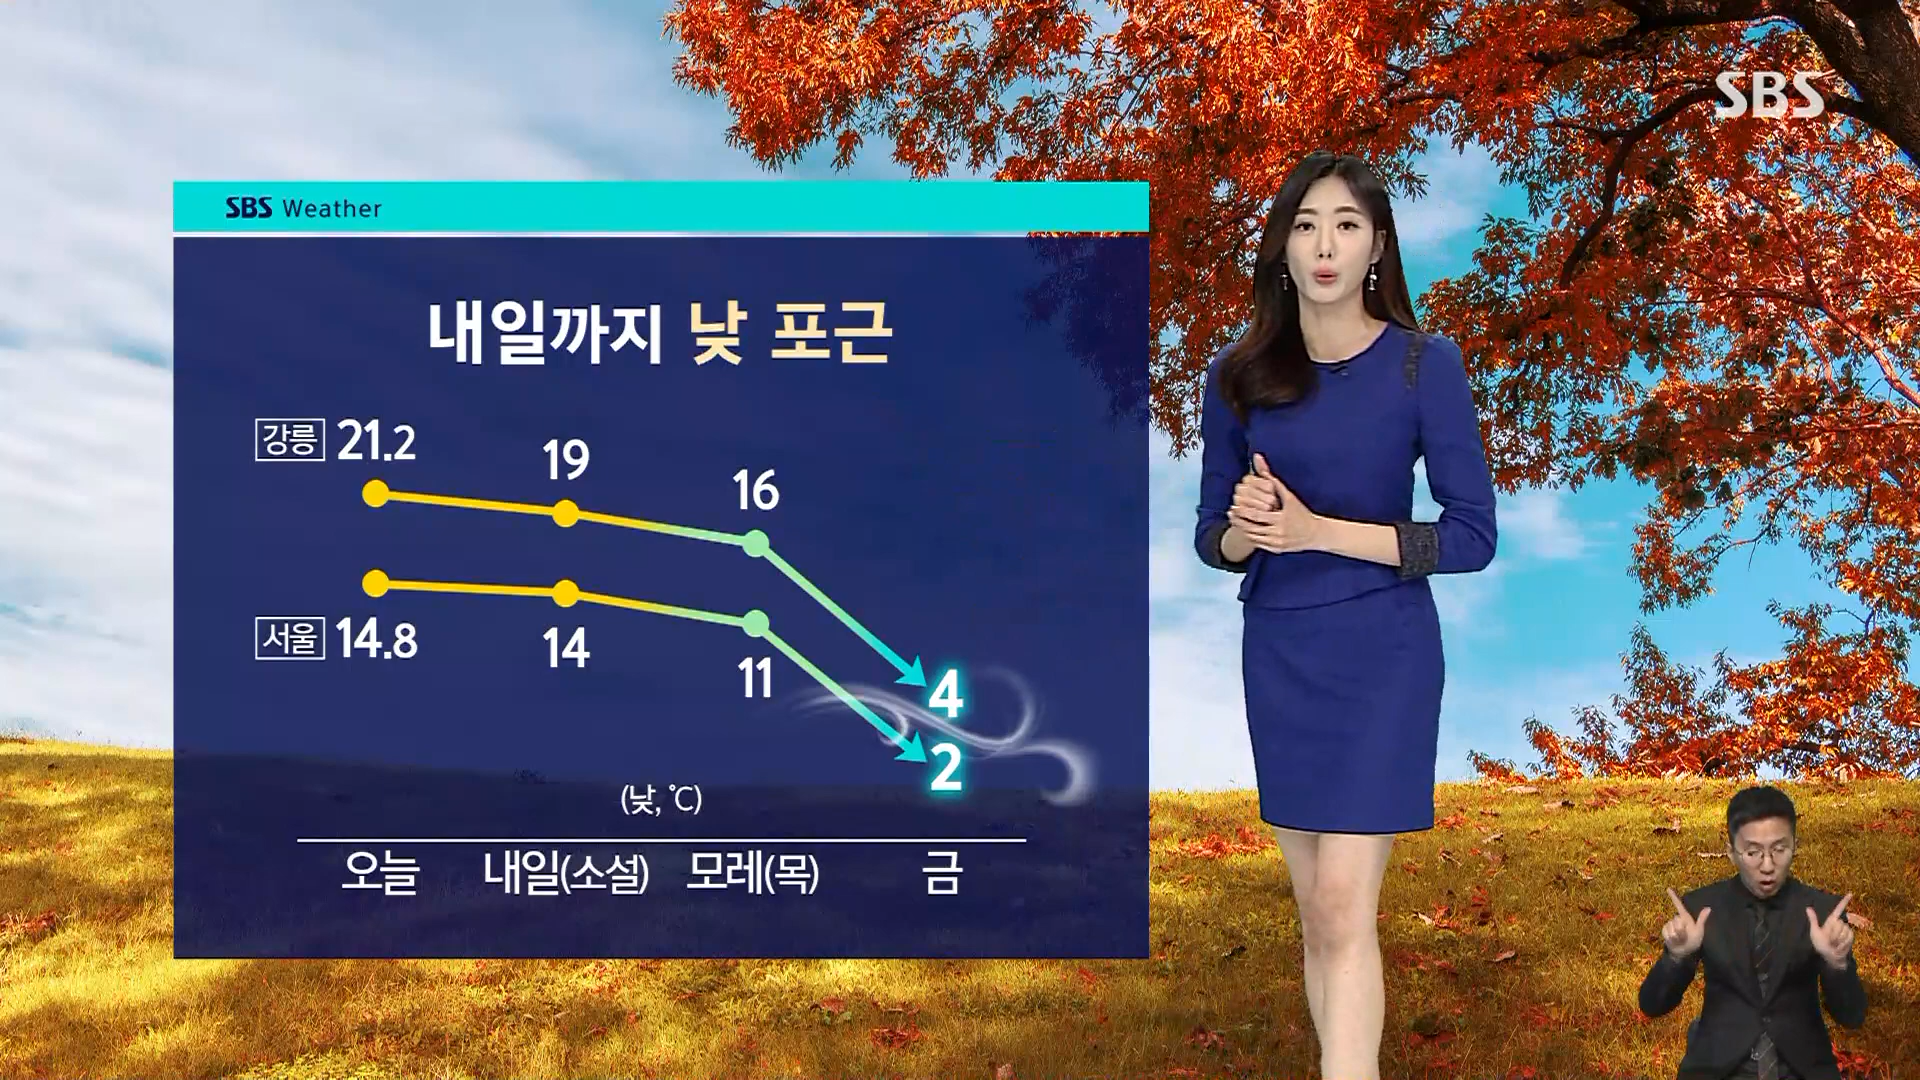 SBS
SBS Weather
내일까지 낮 포근
강릉 21.2 19 16 4
서울 14.8 14 11 2
(낮, ℃)
오늘 내일(소설) 모레(목) 금